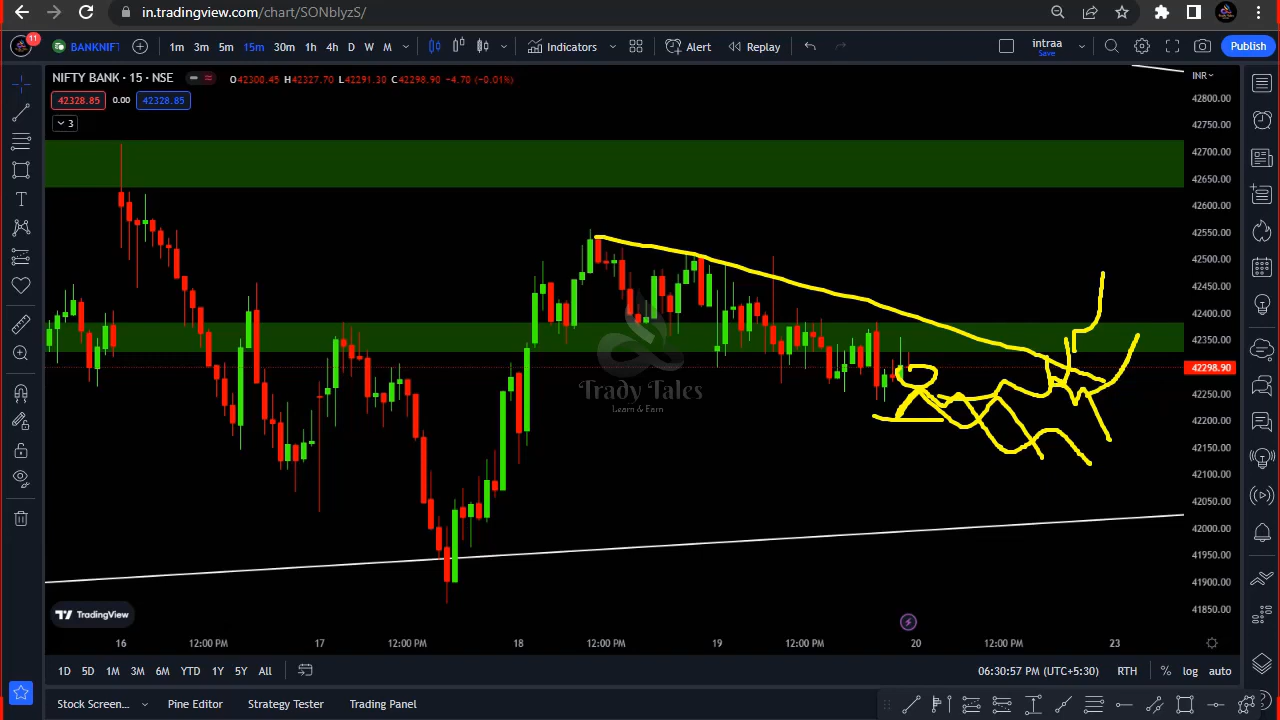 in.tradingview.com/chart/SONblyzS/
11
BANKNIFT 1m 3m 5m 15m 30m 1h 4h D W M Indicators Alert Replay intraa Save Publish
NIFTY BANK · 15 · NSE O42300.45 H42327.70 L42291.30 C42298.90 -4.70 (-0.01%) INR
42328.85 0.00 42328.85
3
42800.00
42750.00
42700.00
42650.00
42600.00
42550.00
42500.00
42450.00
42400.00
42350.00
42298.90
42250.00
42200.00
42150.00
42100.00
42050.00
42000.00
41950.00
41900.00
41850.00
Trady Tales
Learn & Earn
TradingView
16 12:00 PM 17 12:00 PM 18 12:00 PM 19 12:00 PM 20 12:00 PM 23
1D 5D 1M 3M 6M YTD 1Y 5Y All 06:30:57 PM (UTC+5:30) RTH % log auto
Stock Screen... Pine Editor Strategy Tester Trading Panel